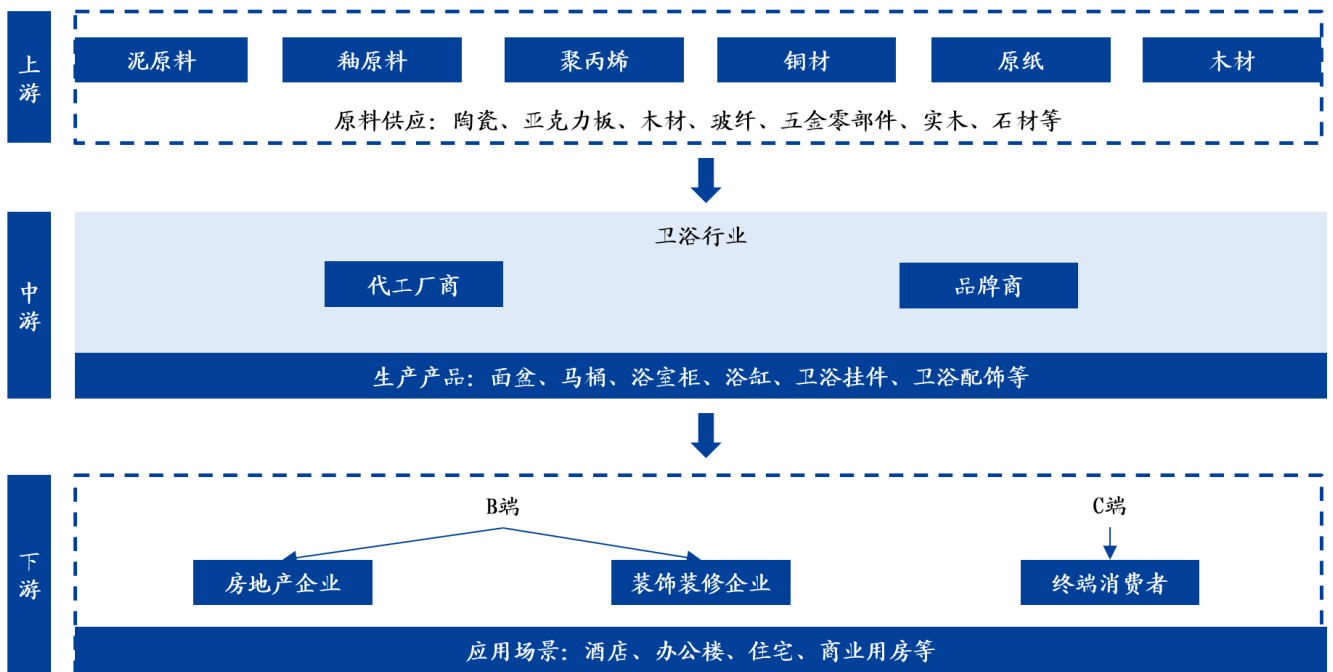 上游
泥原料
釉原料
聚丙烯
铜材
原纸
木材
原料供应：陶瓷、亚克力板、木材、玻纤、五金零部件、实木、石材等
中游
卫浴行业
代工厂商
品牌商
生产产品：面盆、马桶、浴室柜、浴缸、卫浴挂件、卫浴配饰等
下游
B端
C端
房地产企业
装饰装修企业
终端消费者
应用场景：酒店、办公楼、住宅、商业用房等